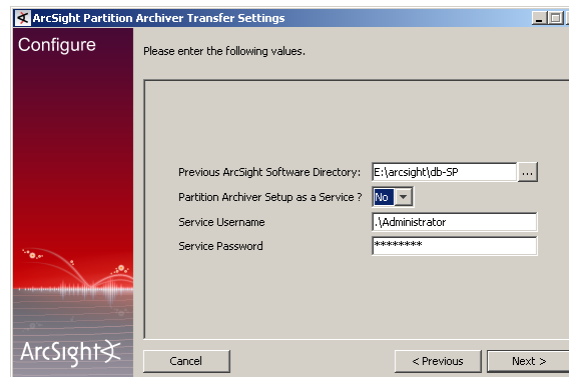 ArcSight Partition Archiver Transfer Settings
Configure
Please enter the following values.
Previous ArcSight Software Directory: E:\arcsight\db-SP ...
Partition Archiver Setup as a Service ? No
Service Username .\Administrator
Service Password ********
ArcSight
Cancel < Previous Next >